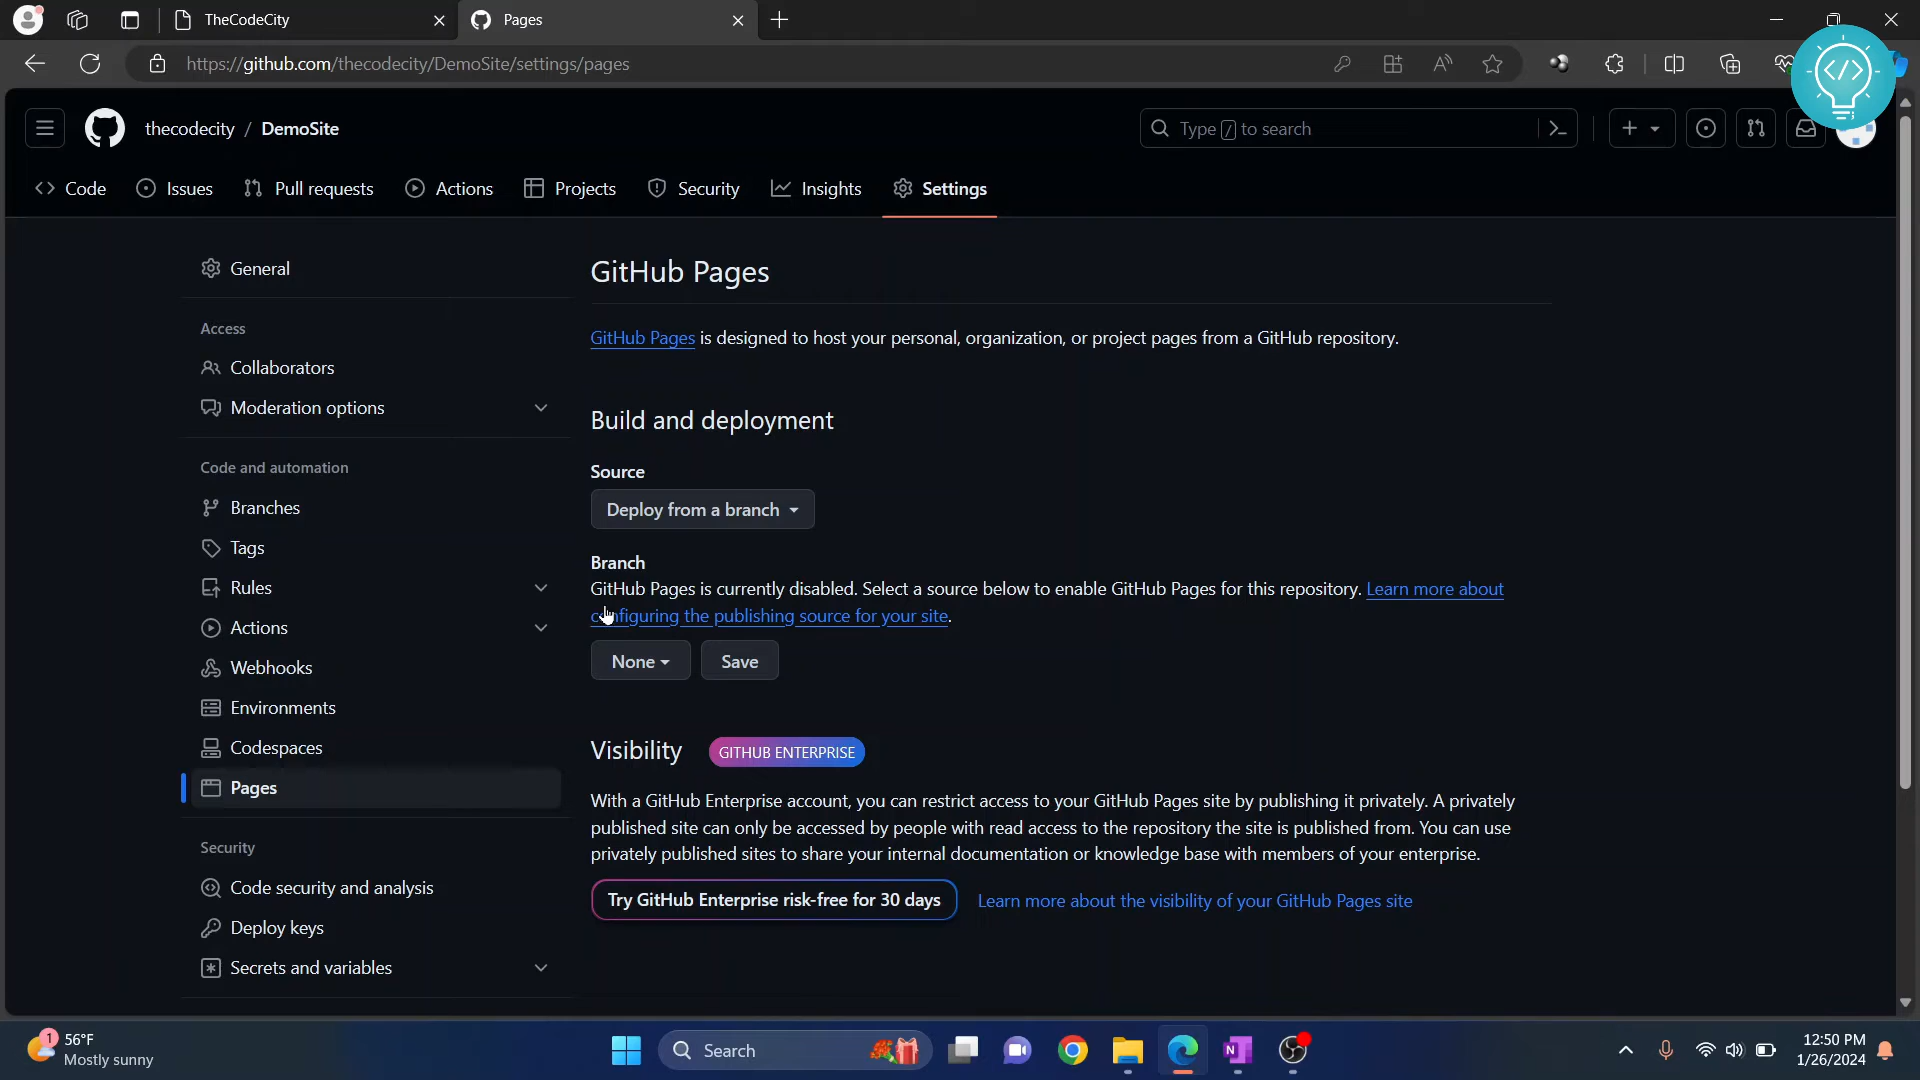 TheCodeCity
Pages
https://github.com/thecodecity/DemoSite/settings/pages
thecodecity / DemoSite
Type / to search
Code
Issues
Pull requests
Actions
Projects
Security
Insights
Settings
General
Access
Collaborators
Moderation options
Code and automation
Branches
Tags
Rules
Actions
Webhooks
Environments
Codespaces
Pages
Security
Code security and analysis
Deploy keys
Secrets and variables
GitHub Pages
GitHub Pages is designed to host your personal, organization, or project pages from a GitHub repository.
Build and deployment
Source
Deploy from a branch
Branch
GitHub Pages is currently disabled. Select a source below to enable GitHub Pages for this repository. Learn more about
configuring the publishing source for your site.
None
Save
Visibility GITHUB ENTERPRISE
With a GitHub Enterprise account, you can restrict access to your GitHub Pages site by publishing it privately. A privately
published site can only be accessed by people with read access to the repository the site is published from. You can use
privately published sites to share your internal documentation or knowledge base with members of your enterprise.
Try GitHub Enterprise risk-free for 30 days
Learn more about the visibility of your GitHub Pages site
1
56°F
Mostly sunny
Search
12:50 PM
1/26/2024